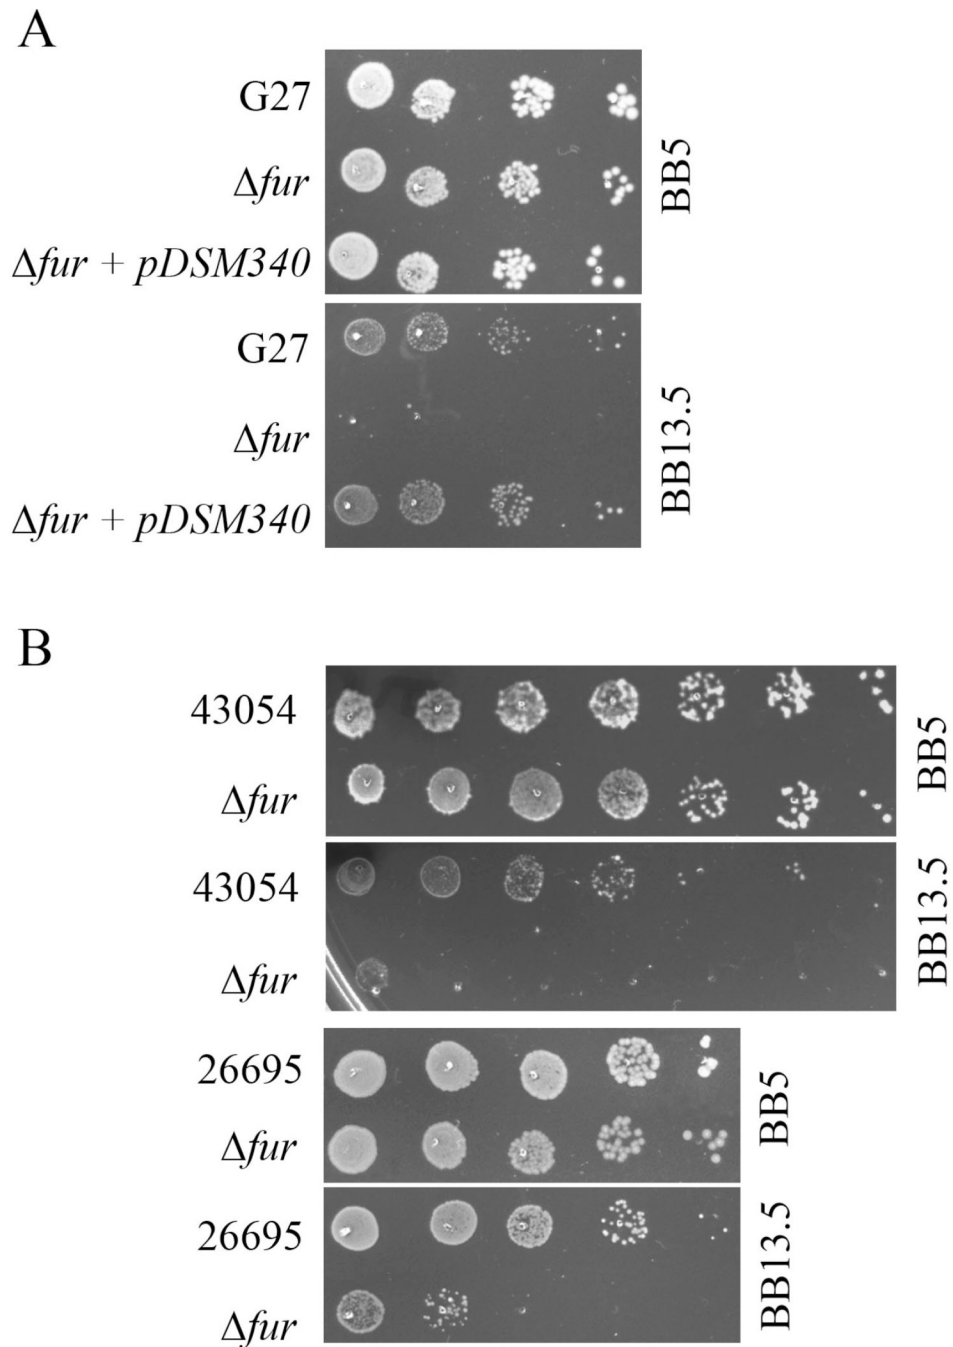 A
G27
Δfur
Δfur + pDSM340
BB5
G27
Δfur
Δfur + pDSM340
BB13.5
B
43054
Δfur
BB5
43054
Δfur
BB13.5
26695
Δfur
BB5
26695
Δfur
BB13.5